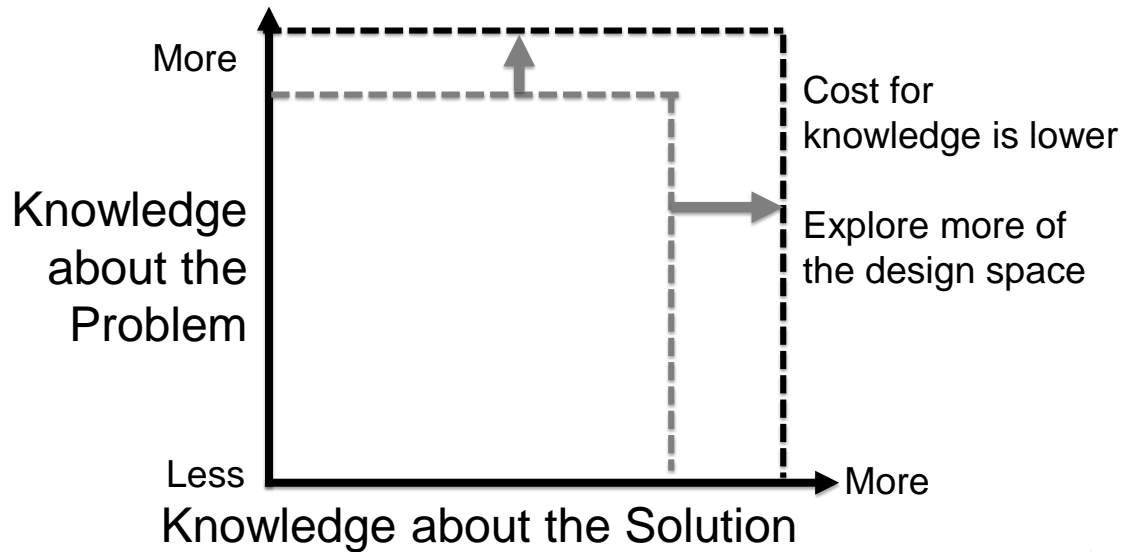 More
Cost for
knowledge is lower
Knowledge
about the
Problem
Explore more of
the design space
Less
More
Knowledge about the Solution